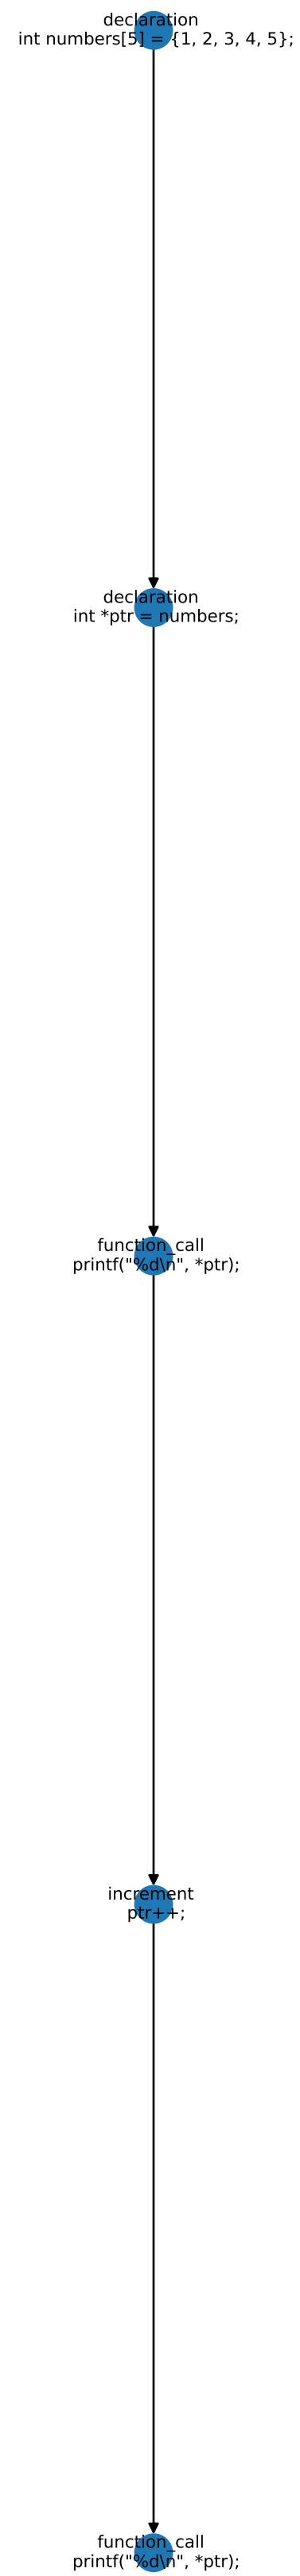 declaration
int numbers[5] = {1, 2, 3, 4, 5};
declaration
int *ptr = numbers;
function_call
printf("%d\n", *ptr);
increment
ptr++;
function_call
printf("%d\n", *ptr);